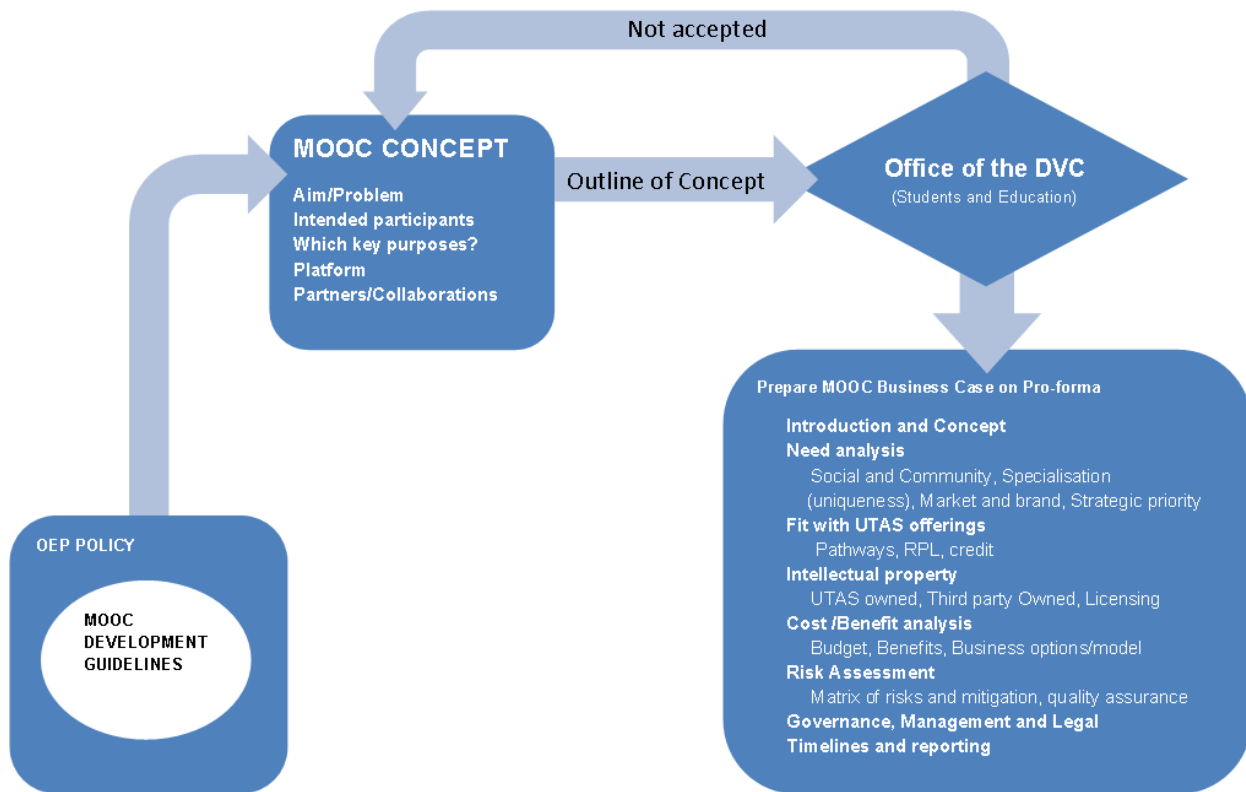 Not accepted
MOOC CONCEPT
Aim/Problem
Intended participants
Which key purposes?
Platform
Partners/Collaborations
Outline of Concept
Office of the DVC
(Students and Education)
Prepare MOOC Business Case on Pro-forma
Introduction and Concept
Need analysis
Social and Community, Specialisation
(uniqueness), Market and brand, Strategic priority
Fit with UTAS offerings
Pathways, RPL, credit
Intellectual property
UTAS owned, Third party Owned, Licensing
Cost /Benefit analysis
Budget, Benefits, Business options/model
Risk Assessment
Matrix of risks and mitigation, quality assurance
Governance, Management and Legal
Timelines and reporting
OEP POLICY
MOOC
DEVELOPMENT
GUIDELINES